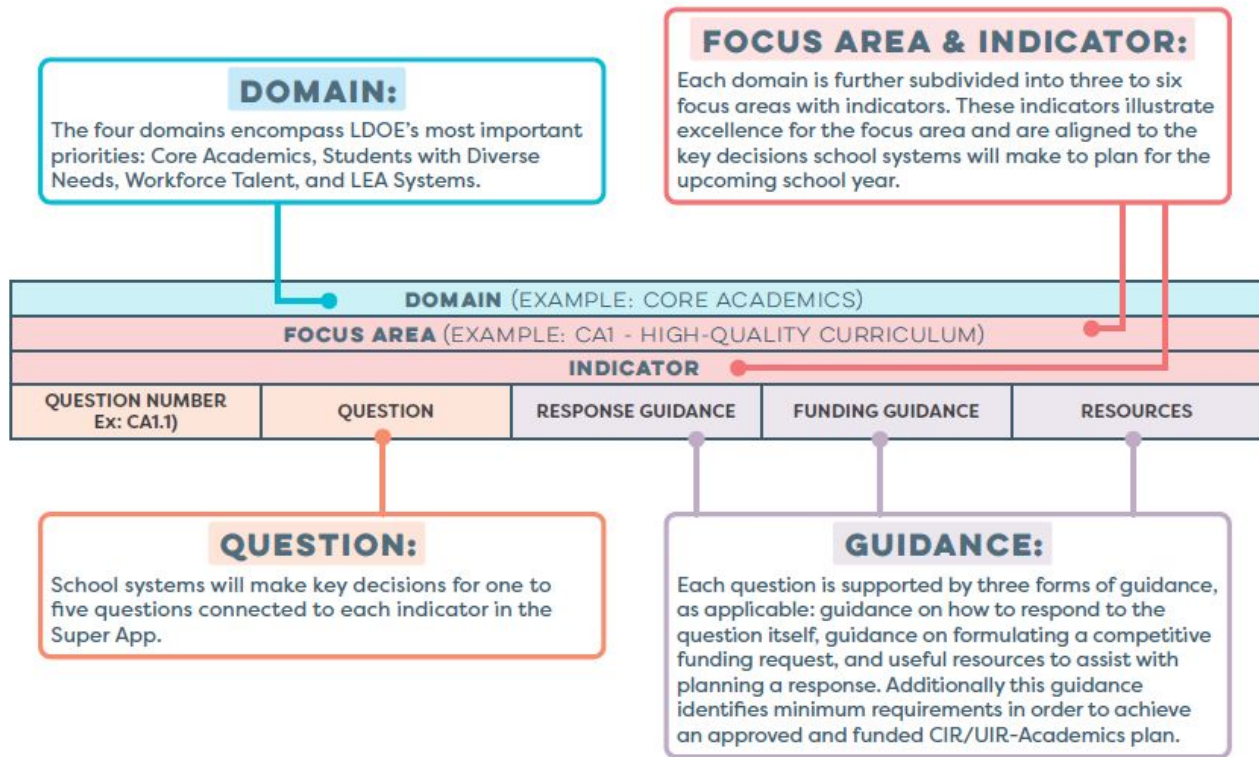 DOMAIN:
The four domains encompass LDOE's most important
priorities: Core Academics, Students with Diverse
Needs, Workforce Talent, and LEA Systems.
FOCUS AREA & INDICATOR:
Each domain is further subdivided into three to six
focus areas with indicators. These indicators illustrate
excellence for the focus area and are aligned to the
key decisions school systems will make to plan for the
upcoming school year.
DOMAIN (EXAMPLE: CORE ACADEMICS)
FOCUS AREA (EXAMPLE: CA1 - HIGH-QUALITY CURRICULUM)
INDICATOR
QUESTION NUMBER
Ex: CA1.1)
QUESTION
RESPONSE GUIDANCE
FUNDING GUIDANCE
RESOURCES
QUESTION:
School systems will make key decisions for one to
five questions connected to each indicator in the
Super App.
GUIDANCE:
Each question is supported by three forms of guidance,
as applicable: guidance on how to respond to the
question itself, guidance on formulating a competitive
funding request, and useful resources to assist with
planning a response. Additionally this guidance
identifies minimum requirements in order to achieve
an approved and funded CIR/UIR-Academics plan.